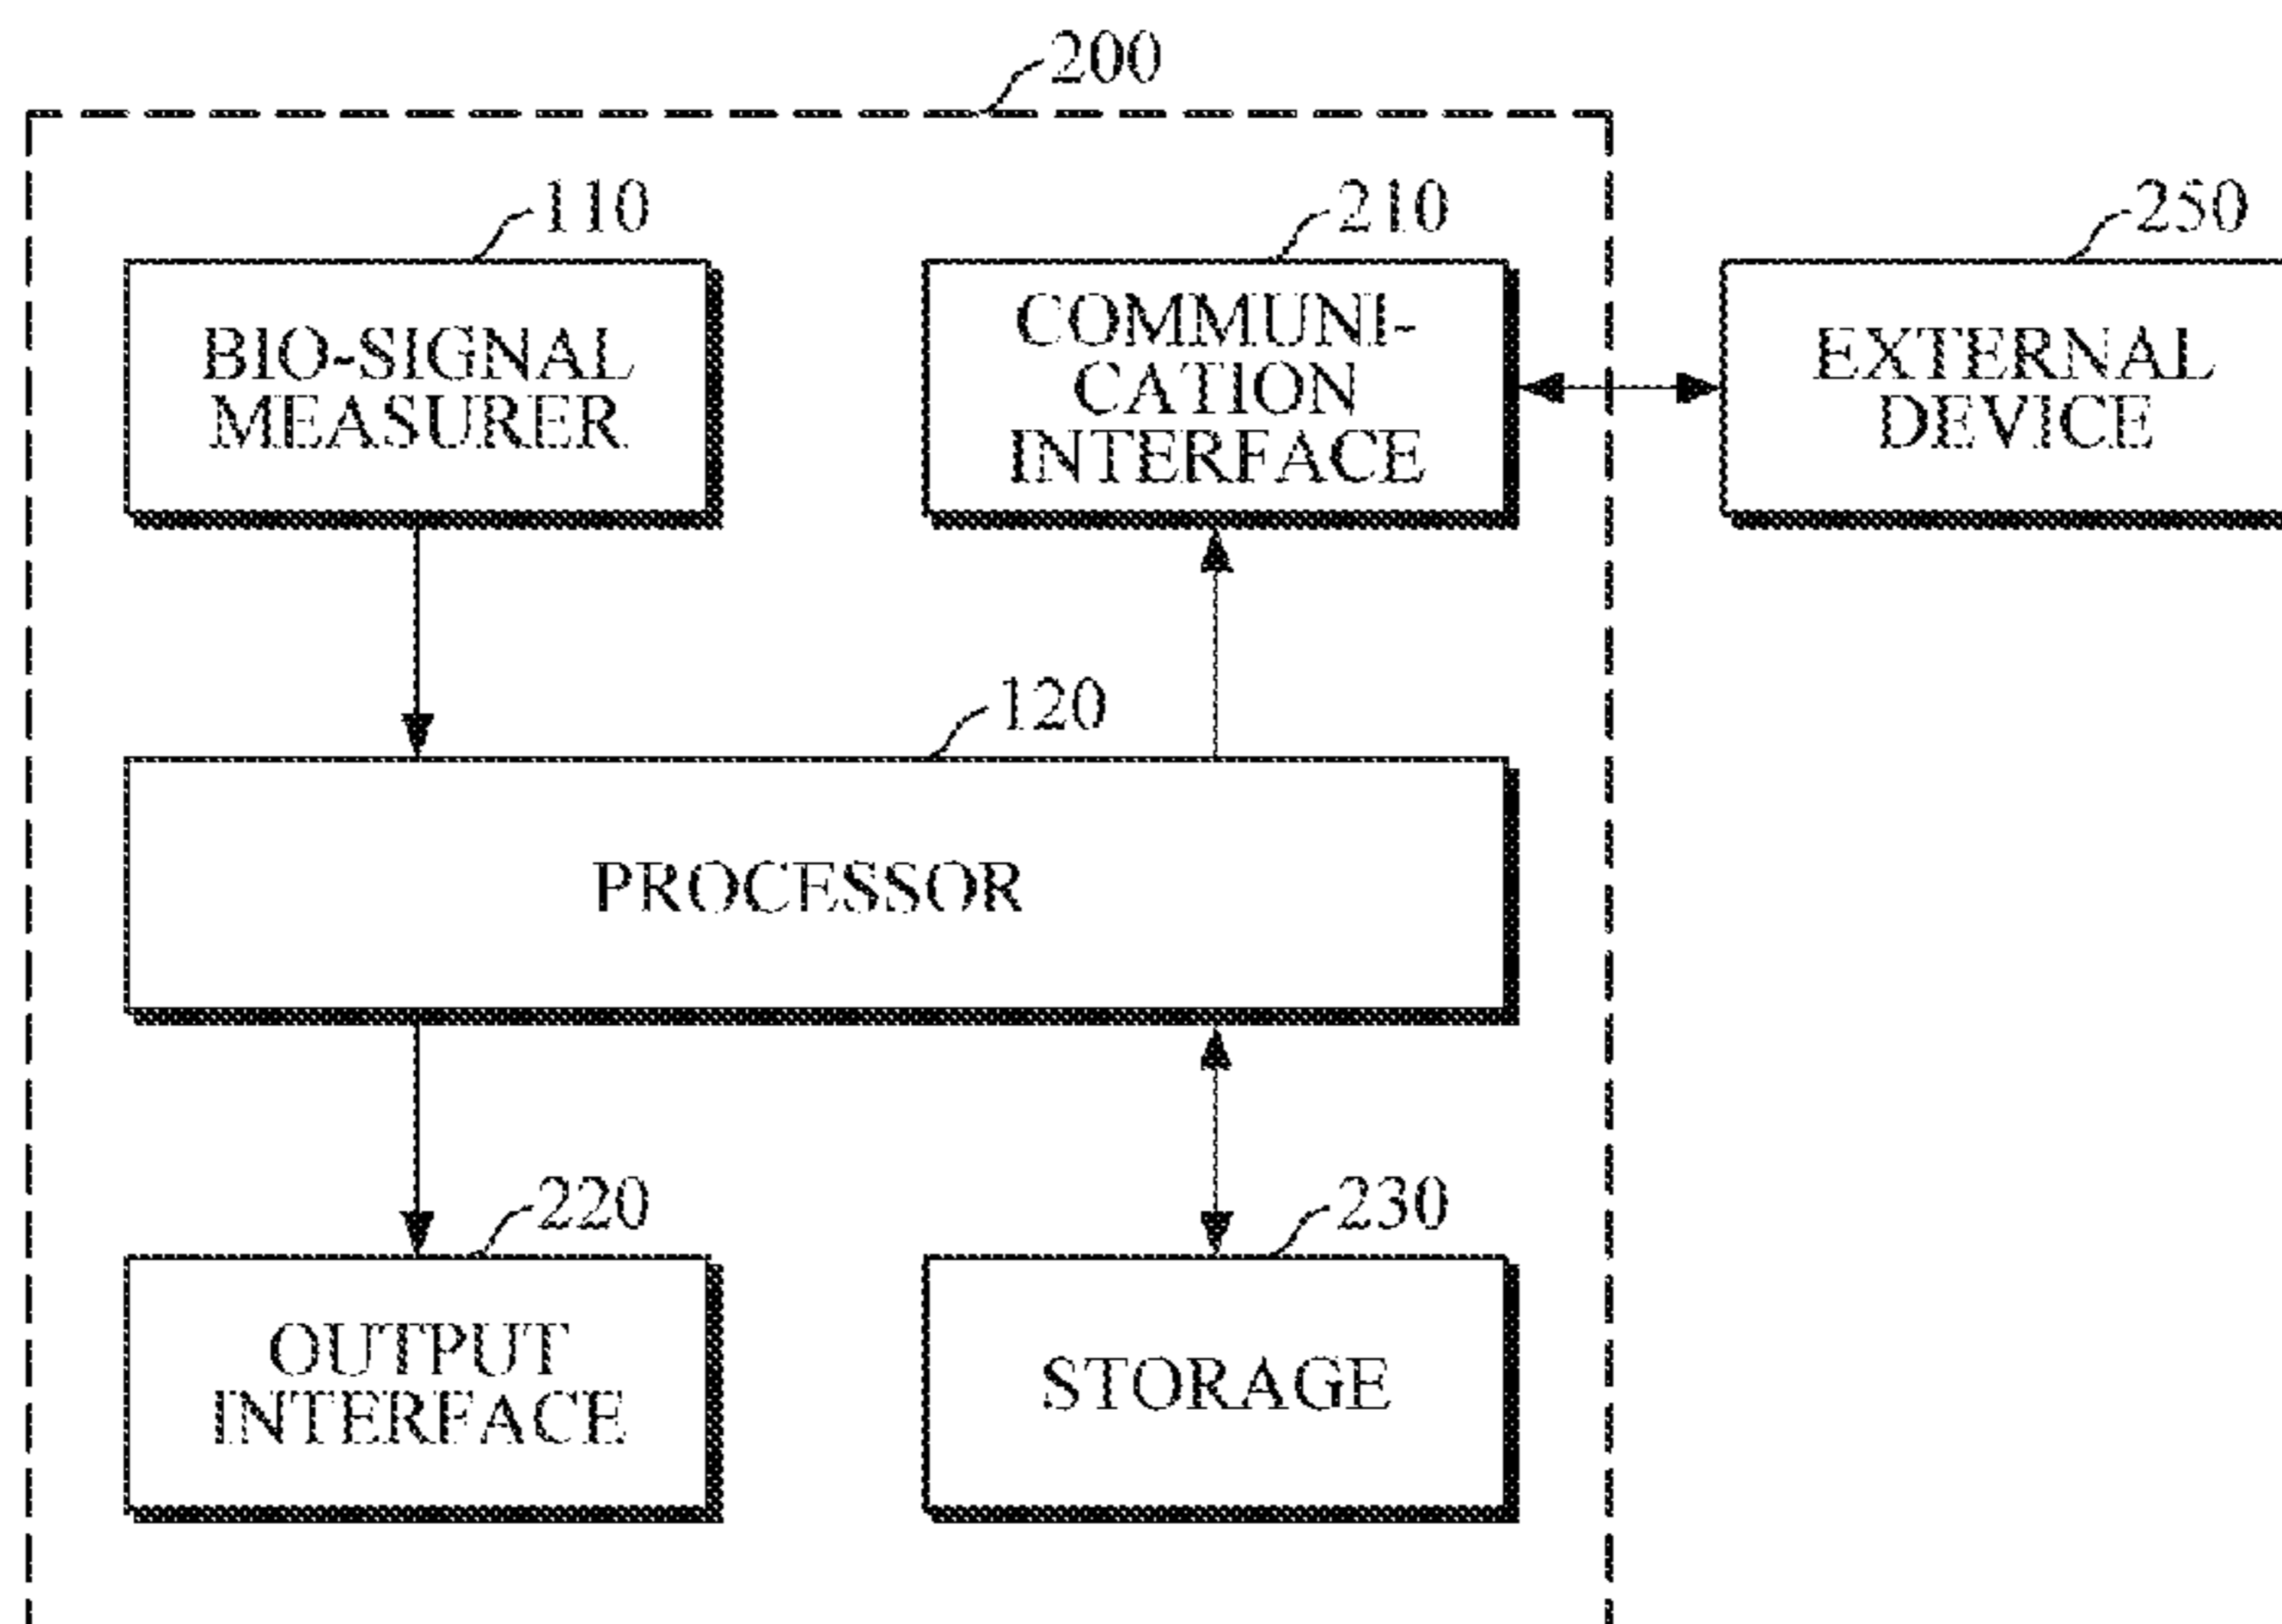 200
110
BIO-SIGNAL
MEASURER
210
COMMUNI-
CATION
INTERFACE
250
EXTERNAL
DEVICE
120
PROCESSOR
220
OUTPUT
INTERFACE
230
STORAGE